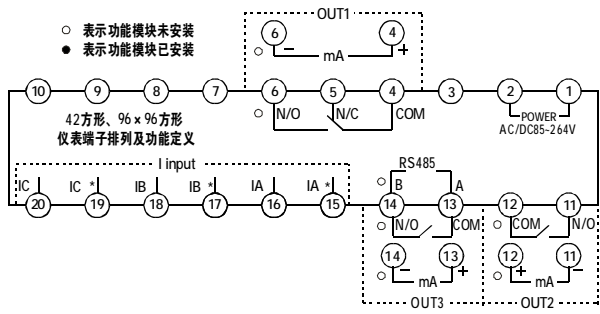 OUT1
○ 表示功能模块未安装
● 表示功能模块已安装
6 4
− mA +
10 9 8 7 6 5 4 3 2 1
N/O N/C COM
POWER
AC/DC85~264V
42方形、96×96方形
仪表端子排列及功能定义
I input
RS485
IC IC * IB IB * IA IA * B A
20 19 18 17 16 15 14 13 12 11
N/O COM COM N/O
14 13 12 11
− mA + + mA −
OUT3 OUT2